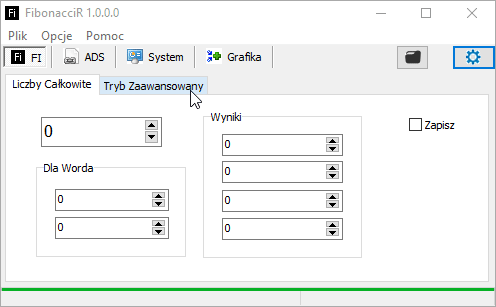 Fi FibonacciR 1.0.0.0
Plik Opcje Pomoc
Fi FI ADS System Grafika
Liczby Całkowite Tryb Zaawansowany
0
Dla Worda
0
0
Wyniki
0
0
0
0
Zapisz